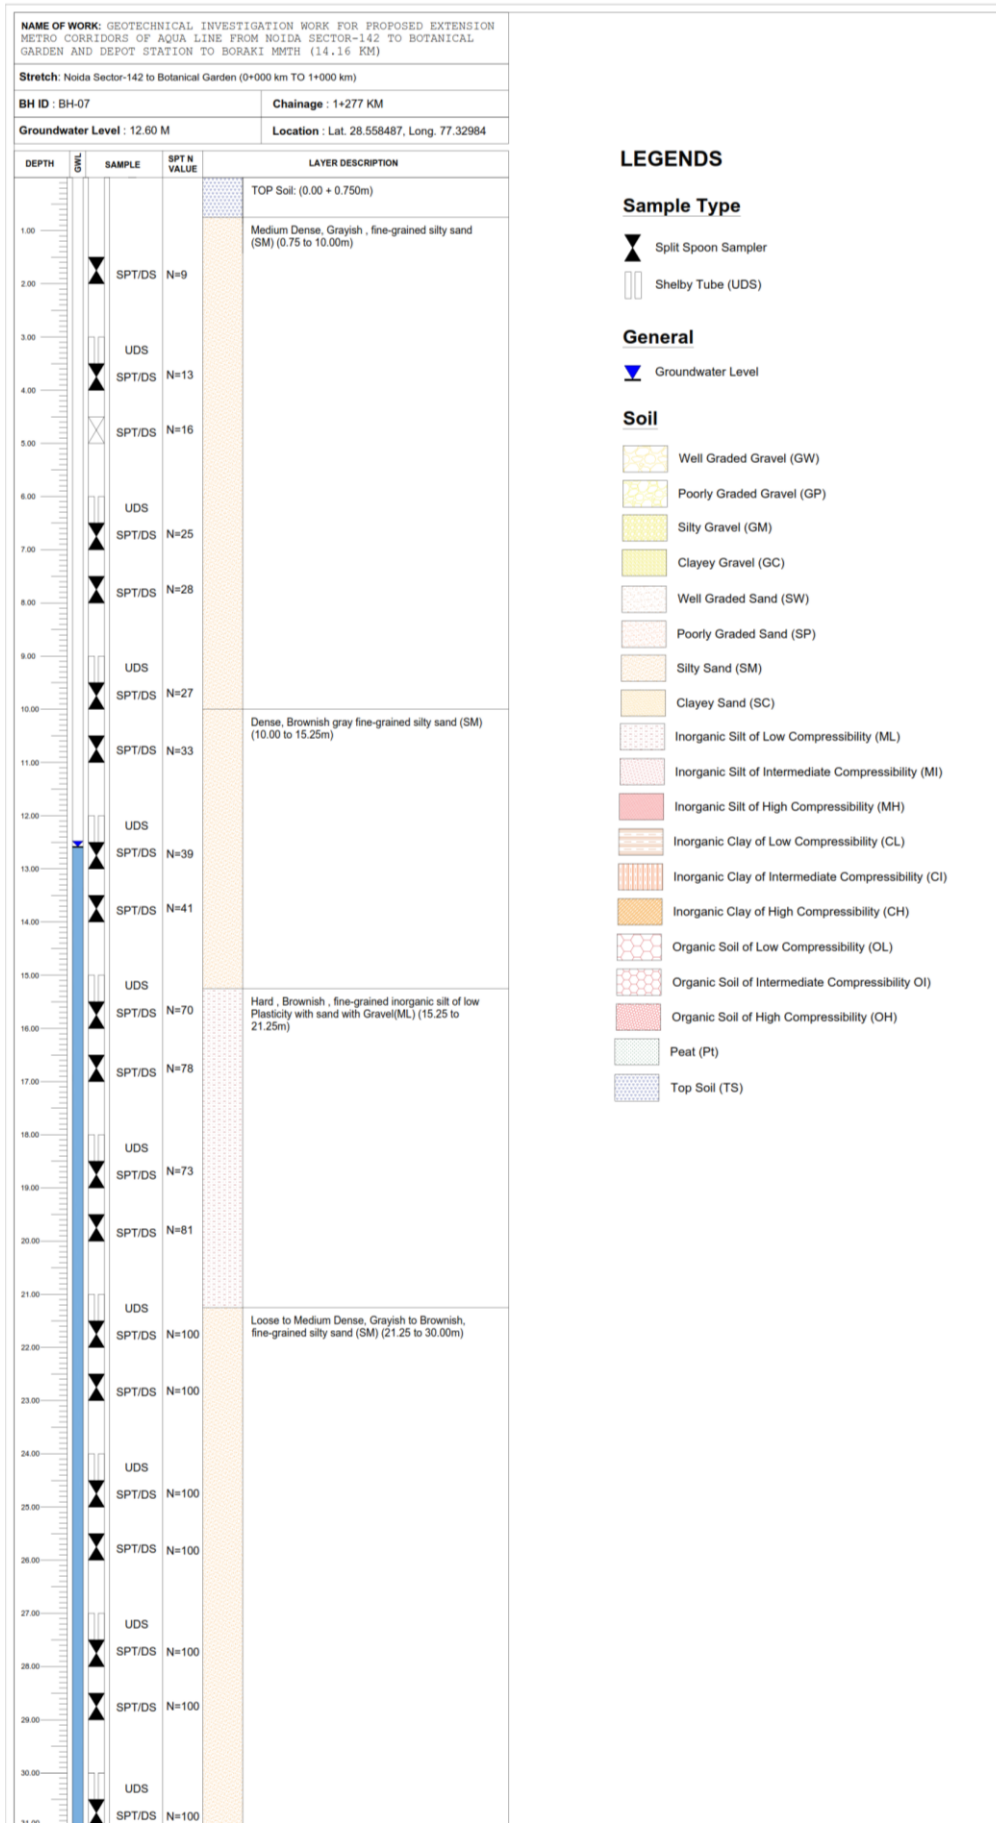 NAME OF WORK: GEOTECHNICAL INVESTIGATION WORK FOR PROPOSED EXTENSION
METRO CORRIDORS OF AQUA LINE FROM NOIDA SECTOR-142 TO BOTANICAL
GARDEN AND DEPOT STATION TO BORAKI MMTH (14.16 KM)
Stretch: Noida Sector-142 to Botanical Garden (0+000 km TO 1+000 km)
BH ID : BH-07
Chainage : 1+277 KM
Groundwater Level : 12.60 M
Location : Lat. 28.558487, Long. 77.32984
DEPTH
GWL
SAMPLE
SPT N
VALUE
LAYER DESCRIPTION
TOP Soil: (0.00 + 0.750m)
1.00
Medium Dense, Grayish , fine-grained silty sand
(SM) (0.75 to 10.00m)
SPT/DS N=9
2.00
3.00
UDS
SPT/DS N=13
4.00
SPT/DS N=16
5.00
6.00
UDS
SPT/DS N=25
7.00
SPT/DS N=28
8.00
9.00
UDS
SPT/DS N=27
10.00
Dense, Brownish gray fine-grained silty sand (SM)
(10.00 to 15.25m)
SPT/DS N=33
11.00
12.00
UDS
SPT/DS N=39
13.00
SPT/DS N=41
14.00
15.00
UDS
Hard , Brownish , fine-grained inorganic silt of low
Plasticity with sand with Gravel(ML) (15.25 to
21.25m)
SPT/DS N=70
16.00
SPT/DS N=78
17.00
18.00
UDS
SPT/DS N=73
19.00
SPT/DS N=81
20.00
21.00
UDS
Loose to Medium Dense, Grayish to Brownish,
fine-grained silty sand (SM) (21.25 to 30.00m)
SPT/DS N=100
22.00
SPT/DS N=100
23.00
24.00
UDS
SPT/DS N=100
25.00
SPT/DS N=100
26.00
27.00
UDS
SPT/DS N=100
28.00
SPT/DS N=100
29.00
30.00
UDS
SPT/DS N=100
LEGENDS
Sample Type
Split Spoon Sampler
Shelby Tube (UDS)
General
Groundwater Level
Soil
Well Graded Gravel (GW)
Poorly Graded Gravel (GP)
Silty Gravel (GM)
Clayey Gravel (GC)
Well Graded Sand (SW)
Poorly Graded Sand (SP)
Silty Sand (SM)
Clayey Sand (SC)
Inorganic Silt of Low Compressibility (ML)
Inorganic Silt of Intermediate Compressibility (MI)
Inorganic Silt of High Compressibility (MH)
Inorganic Clay of Low Compressibility (CL)
Inorganic Clay of Intermediate Compressibility (CI)
Inorganic Clay of High Compressibility (CH)
Organic Soil of Low Compressibility (OL)
Organic Soil of Intermediate Compressibility OI)
Organic Soil of High Compressibility (OH)
Peat (Pt)
Top Soil (TS)